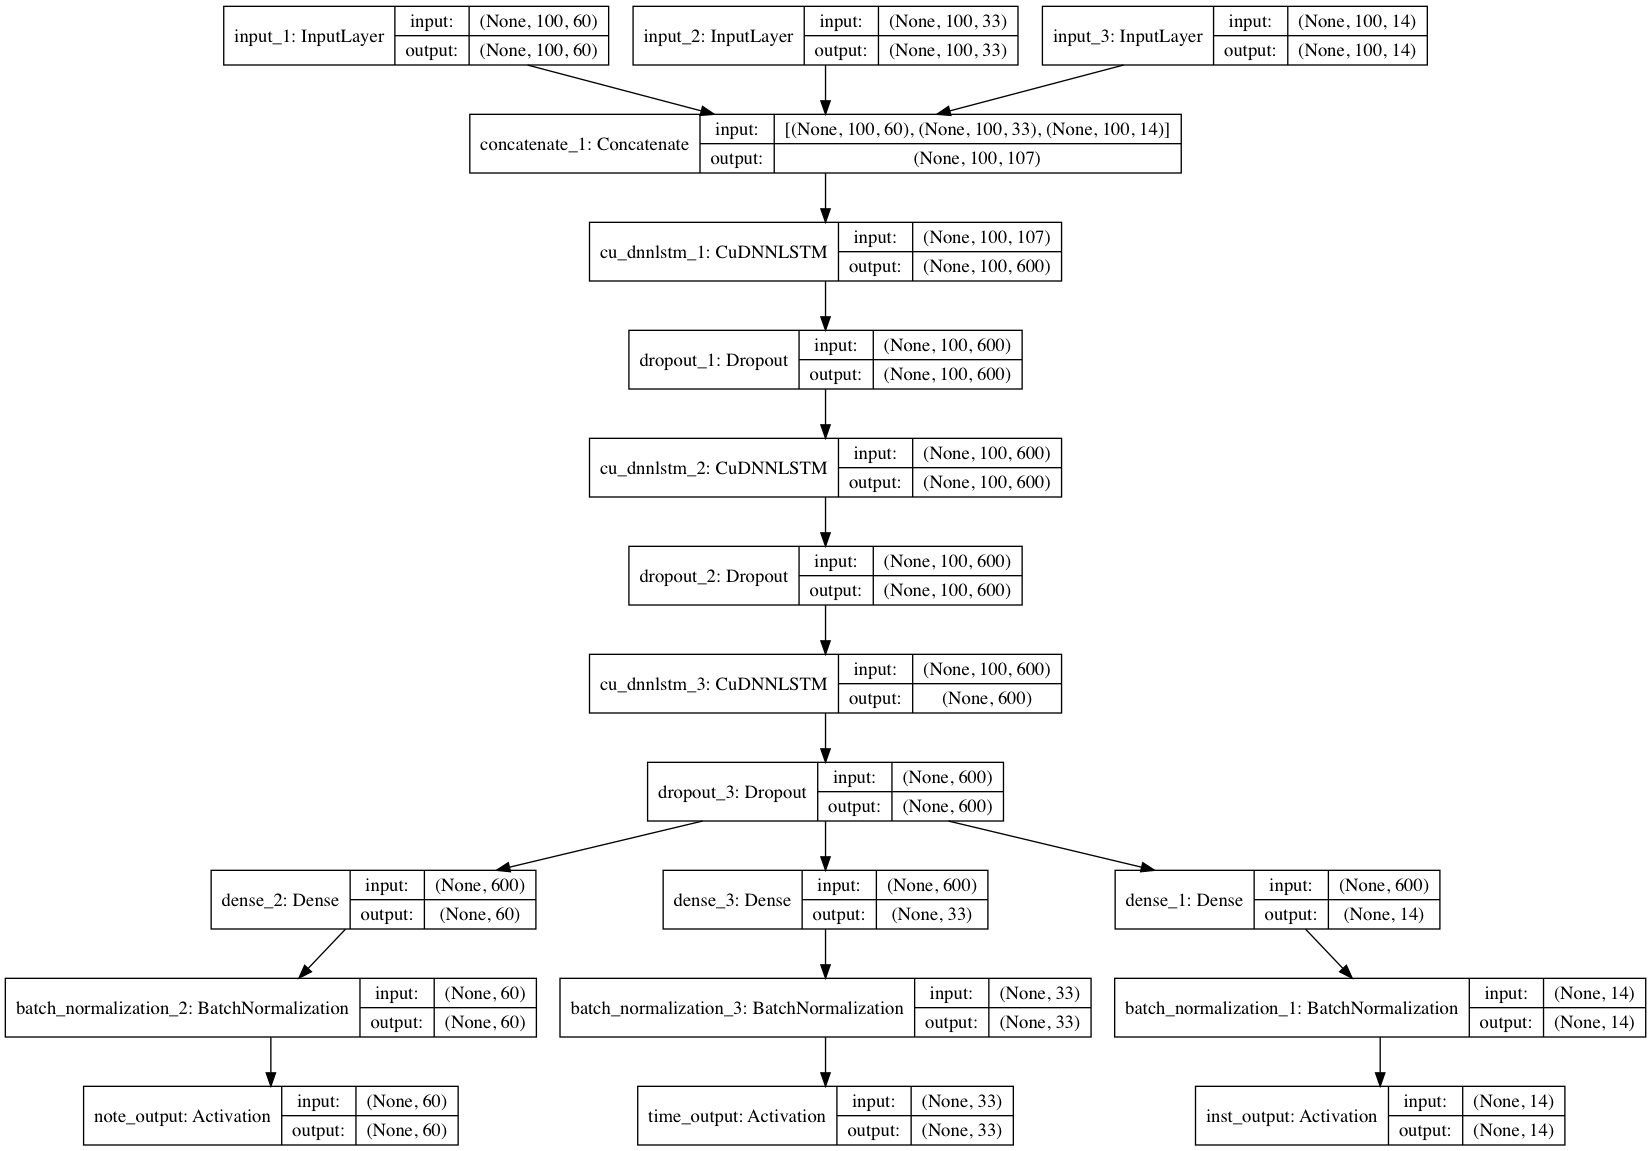 input_1: InputLayer
input: (None, 100, 60)
output: (None, 100, 60)
input_2: InputLayer
input: (None, 100, 33)
output: (None, 100, 33)
input_3: InputLayer
input: (None, 100, 14)
output: (None, 100, 14)
concatenate_1: Concatenate
input: [(None, 100, 60), (None, 100, 33), (None, 100, 14)]
output: (None, 100, 107)
cu_dnnlstm_1: CuDNNLSTM
input: (None, 100, 107)
output: (None, 100, 600)
dropout_1: Dropout
input: (None, 100, 600)
output: (None, 100, 600)
cu_dnnlstm_2: CuDNNLSTM
input: (None, 100, 600)
output: (None, 100, 600)
dropout_2: Dropout
input: (None, 100, 600)
output: (None, 100, 600)
cu_dnnlstm_3: CuDNNLSTM
input: (None, 100, 600)
output: (None, 600)
dropout_3: Dropout
input: (None, 600)
output: (None, 600)
dense_2: Dense
input: (None, 600)
output: (None, 60)
dense_3: Dense
input: (None, 600)
output: (None, 33)
dense_1: Dense
input: (None, 600)
output: (None, 14)
batch_normalization_2: BatchNormalization
input: (None, 60)
output: (None, 60)
batch_normalization_3: BatchNormalization
input: (None, 33)
output: (None, 33)
batch_normalization_1: BatchNormalization
input: (None, 14)
output: (None, 14)
note_output: Activation
input: (None, 60)
output: (None, 60)
time_output: Activation
input: (None, 33)
output: (None, 33)
inst_output: Activation
input: (None, 14)
output: (None, 14)